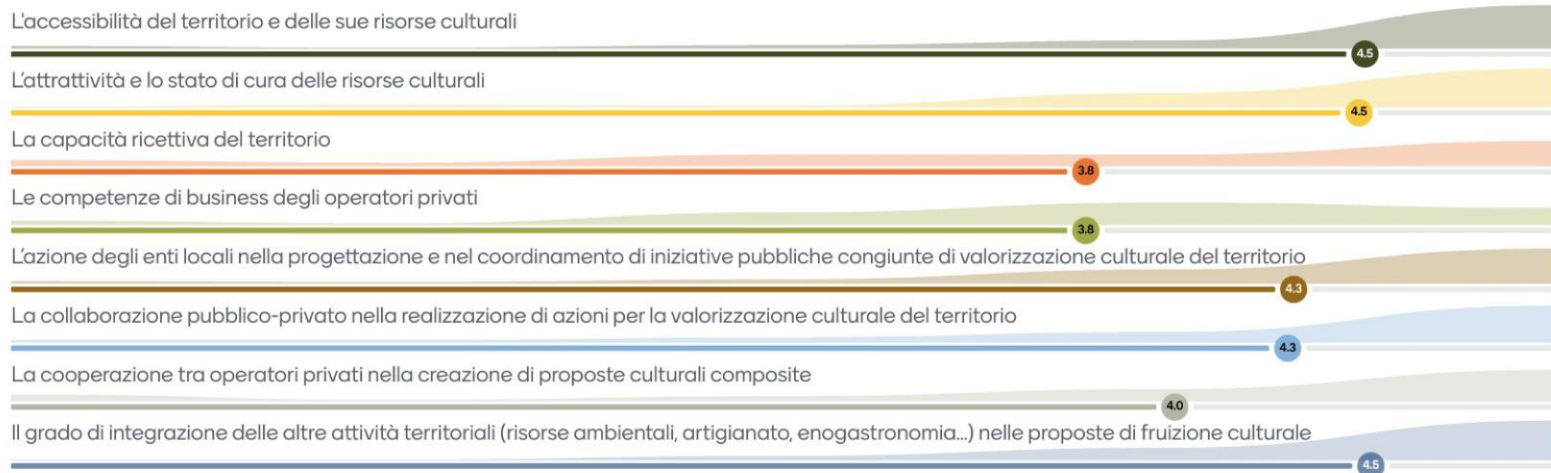 L'accessibilità del territorio e delle sue risorse culturali
4.5
L'attrattività e lo stato di cura delle risorse culturali
4.5
La capacità ricettiva del territorio
3.8
Le competenze di business degli operatori privati
3.8
L'azione degli enti locali nella progettazione e nel coordinamento di iniziative pubbliche congiunte di valorizzazione culturale del territorio
4.3
La collaborazione pubblico-privato nella realizzazione di azioni per la valorizzazione culturale del territorio
4.3
La cooperazione tra operatori privati nella creazione di proposte culturali composite
4.0
Il grado di integrazione delle altre attività territoriali (risorse ambientali, artigianato, enogastronomia...) nelle proposte di fruizione culturale
4.5